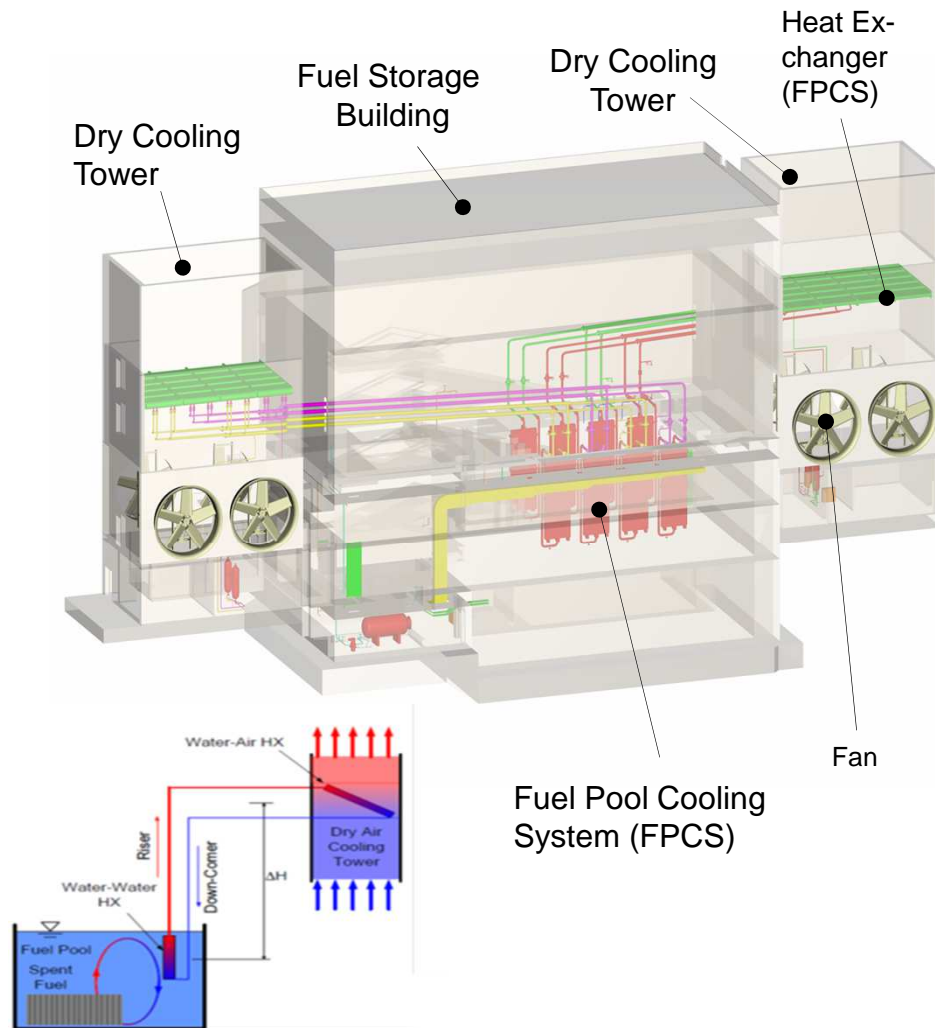 Heat Ex-
changer
(FPCS)
Dry Cooling
Tower
Fuel Storage
Building
Dry Cooling
Tower
Fan
Fuel Pool Cooling
System (FPCS)
Water-Air HX
Dry Air
Cooling
Tower
Riser
Down-Comer
ΔH
Water-Water
HX
Fuel Pool
Spent
Fuel